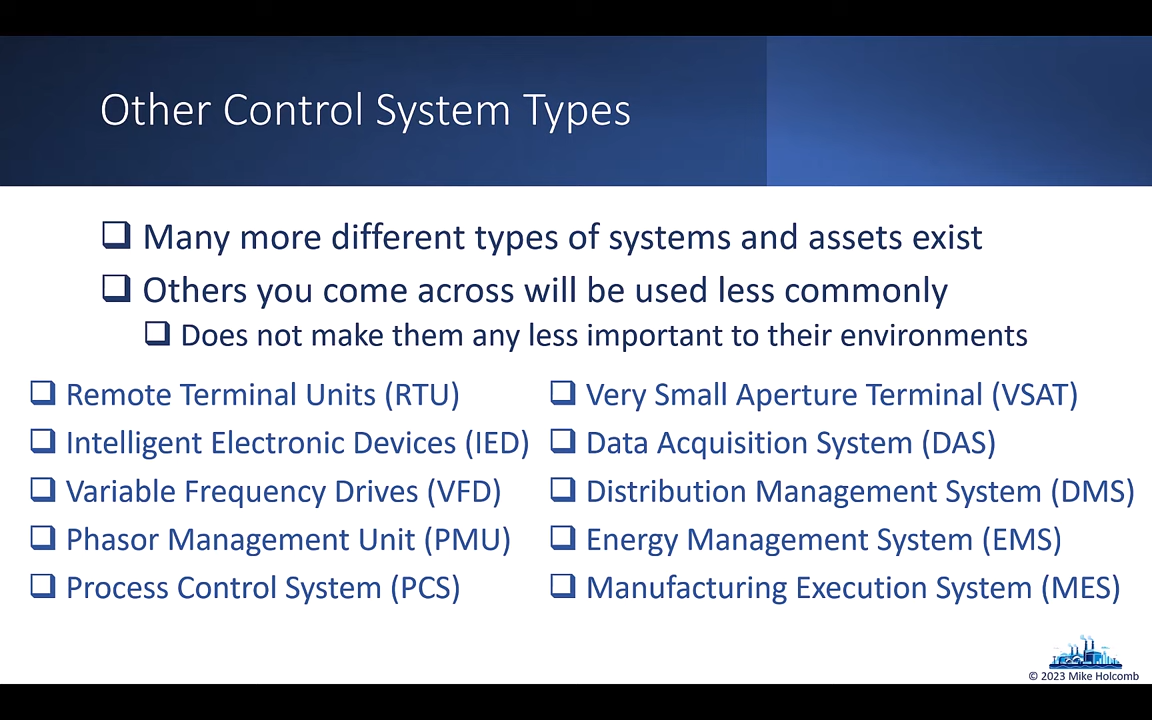 Other Control System Types
❑ Many more different types of systems and assets exist
❑ Others you come across will be used less commonly
❑ Does not make them any less important to their environments
❑ Remote Terminal Units (RTU)
❑ Intelligent Electronic Devices (IED)
❑ Variable Frequency Drives (VFD)
❑ Phasor Management Unit (PMU)
❑ Process Control System (PCS)
❑ Very Small Aperture Terminal (VSAT)
❑ Data Acquisition System (DAS)
❑ Distribution Management System (DMS)
❑ Energy Management System (EMS)
❑ Manufacturing Execution System (MES)
© 2023 Mike Holcomb